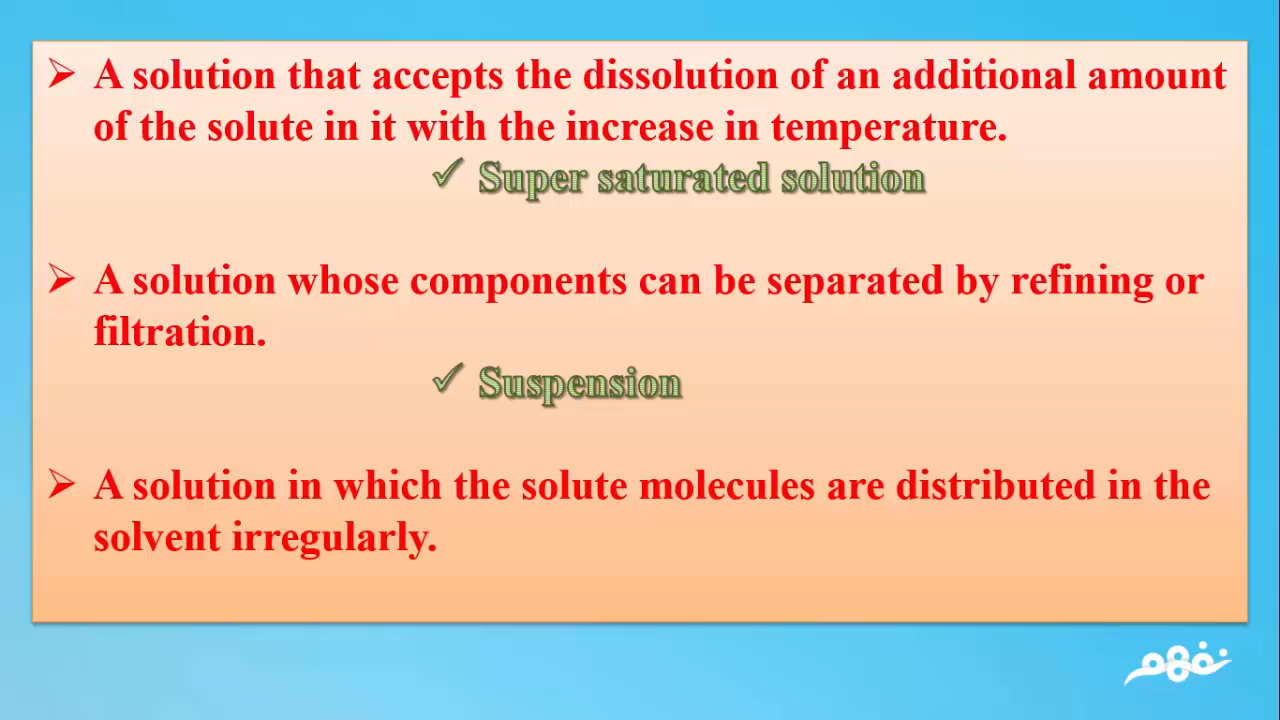 ➢ A solution that accepts the dissolution of an additional amount
of the solute in it with the increase in temperature.
✓ Super saturated solution
➢ A solution whose components can be separated by refining or
filtration.
✓ Suspension
➢ A solution in which the solute molecules are distributed in the
solvent irregularly.
نفهم